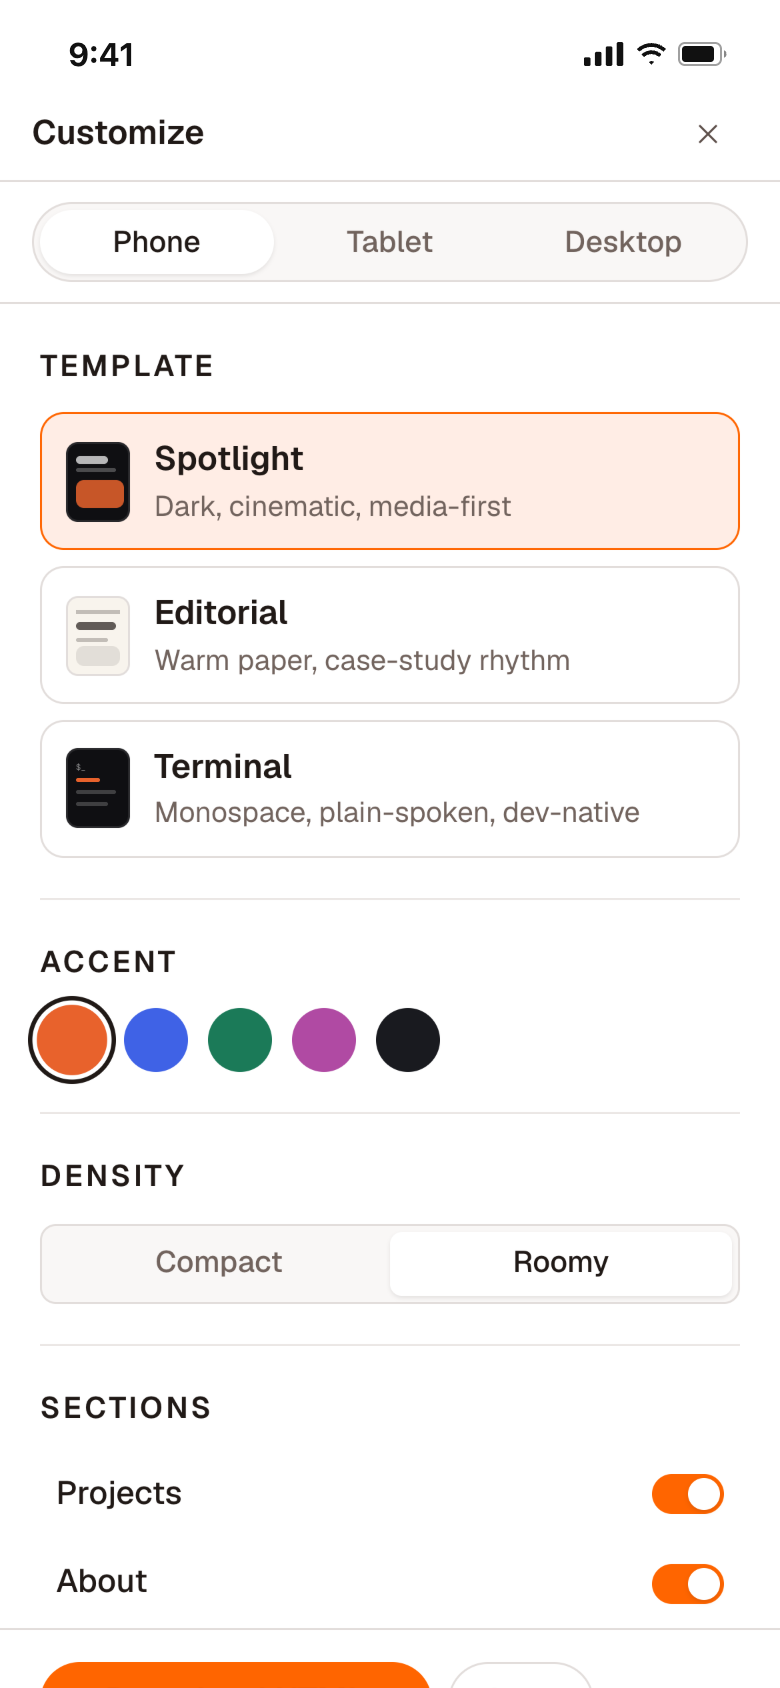 9:41
Customize
Phone Tablet Desktop
TEMPLATE
Spotlight
Dark, cinematic, media-first
Editorial
Warm paper, case-study rhythm
$_
Terminal
Monospace, plain-spoken, dev-native
ACCENT
DENSITY
Compact Roomy
SECTIONS
Projects
About